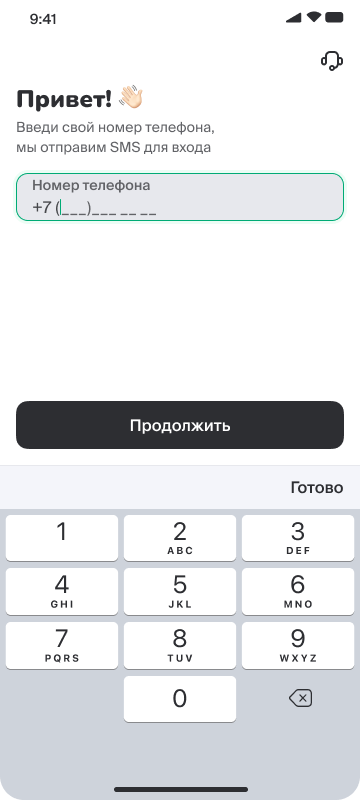 9:41
Привет! 👋🏻
Введи свой номер телефона,
мы отправим SMS для входа
Номер телефона
+7 (___)___ __ __
Продолжить
Готово
1
2
ABC
3
DEF
4
GHI
5
JKL
6
MNO
7
PQRS
8
TUV
9
WXYZ
0